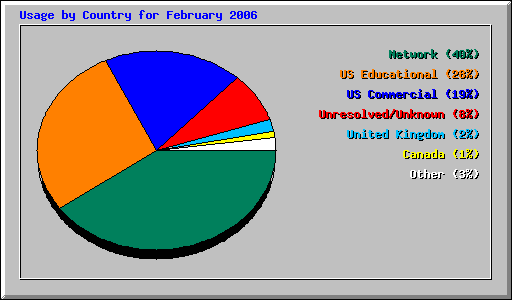 Usage by Country for February 2006
Network (40%)
US Educational (28%)
US Commercial (19%)
Unresolved/Unknown (8%)
United Kingdom (2%)
Canada (1%)
Other (3%)